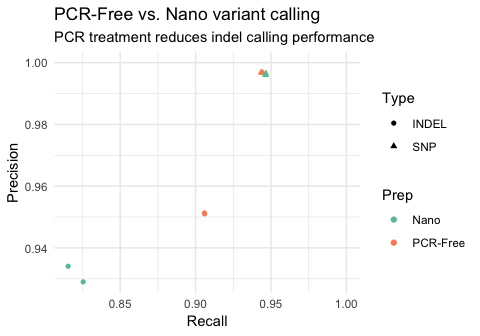 PCR-Free vs. Nano variant calling
PCR treatment reduces indel calling performance
1.00
0.98
0.96
0.94
Precision
0.85
0.90
0.95
1.00
Recall
Type
INDEL
SNP
Prep
Nano
PCR-Free